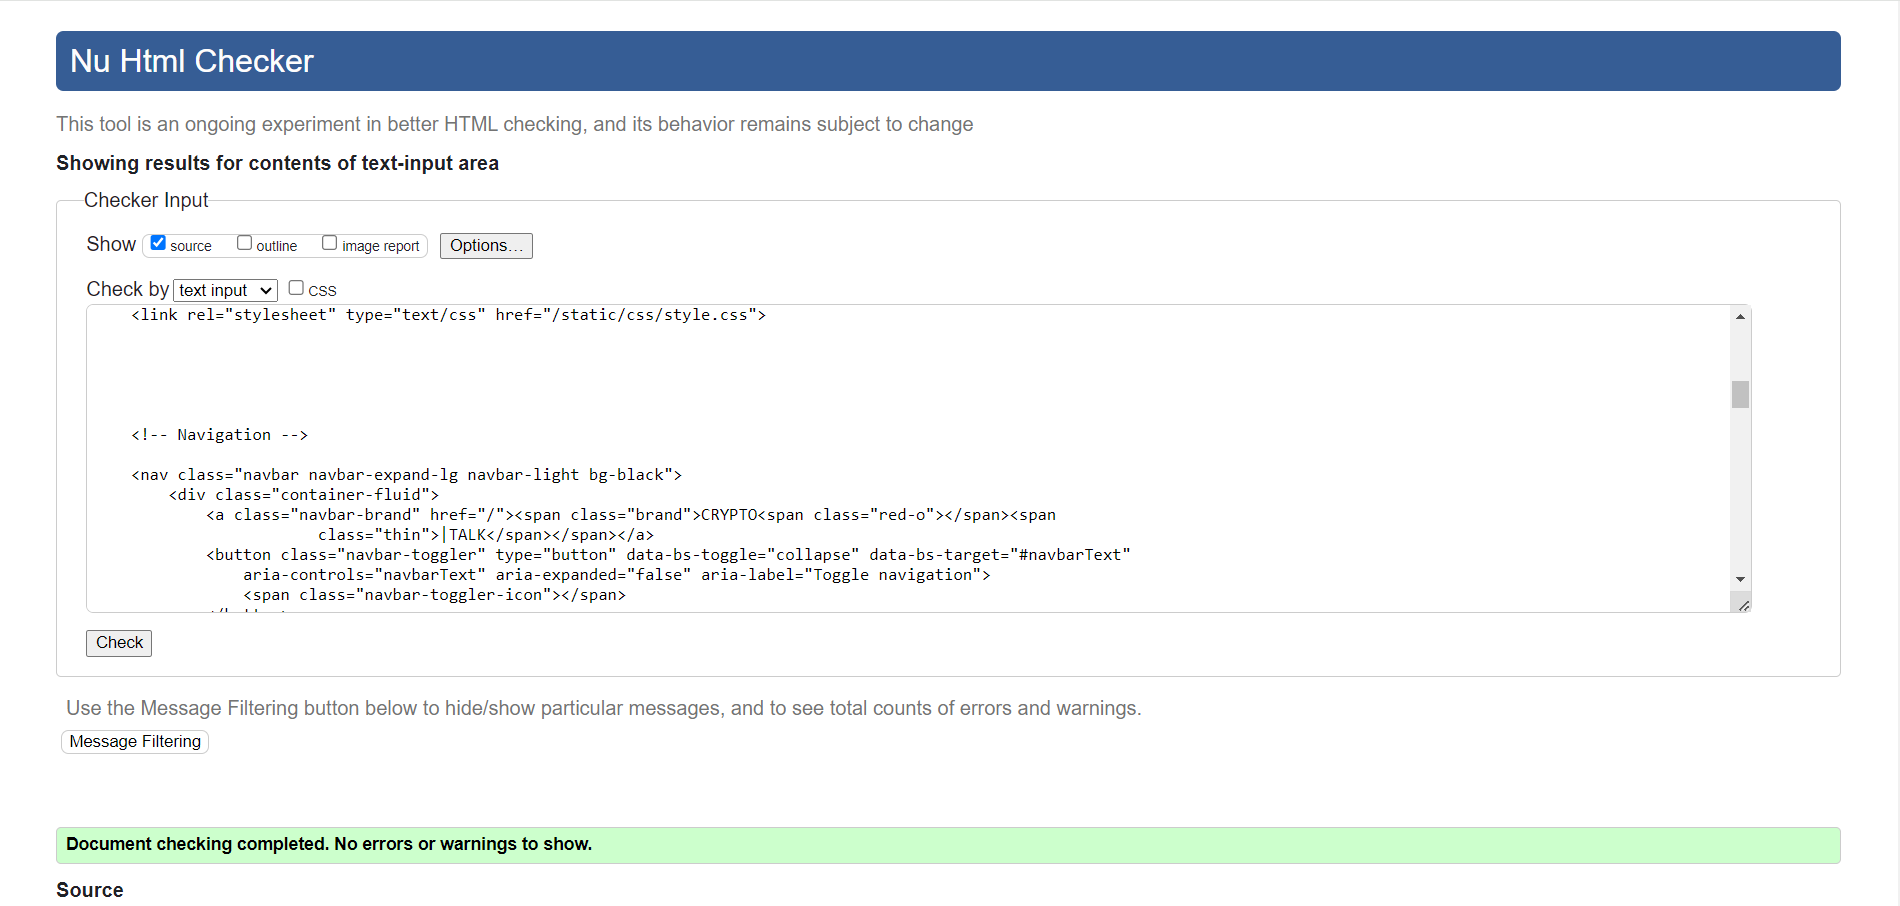 Nu Html Checker
This tool is an ongoing experiment in better HTML checking, and its behavior remains subject to change
Showing results for contents of text-input area
Checker Input
Show source outline image report Options...
Check by text input CSS
<link rel="stylesheet" type="text/css" href="/static/css/style.css">
<!-- Navigation -->
<nav class="navbar navbar-expand-lg navbar-light bg-black">
<div class="container-fluid">
<a class="navbar-brand" href="/"><span class="brand">CRYPTO<span class="red-o"></span><span
class="thin">|TALK</span></span></a>
<button class="navbar-toggler" type="button" data-bs-toggle="collapse" data-bs-target="#navbarText"
aria-controls="navbarText" aria-expanded="false" aria-label="Toggle navigation">
<span class="navbar-toggler-icon"></span>
Check
Use the Message Filtering button below to hide/show particular messages, and to see total counts of errors and warnings.
Message Filtering
Document checking completed. No errors or warnings to show.
Source